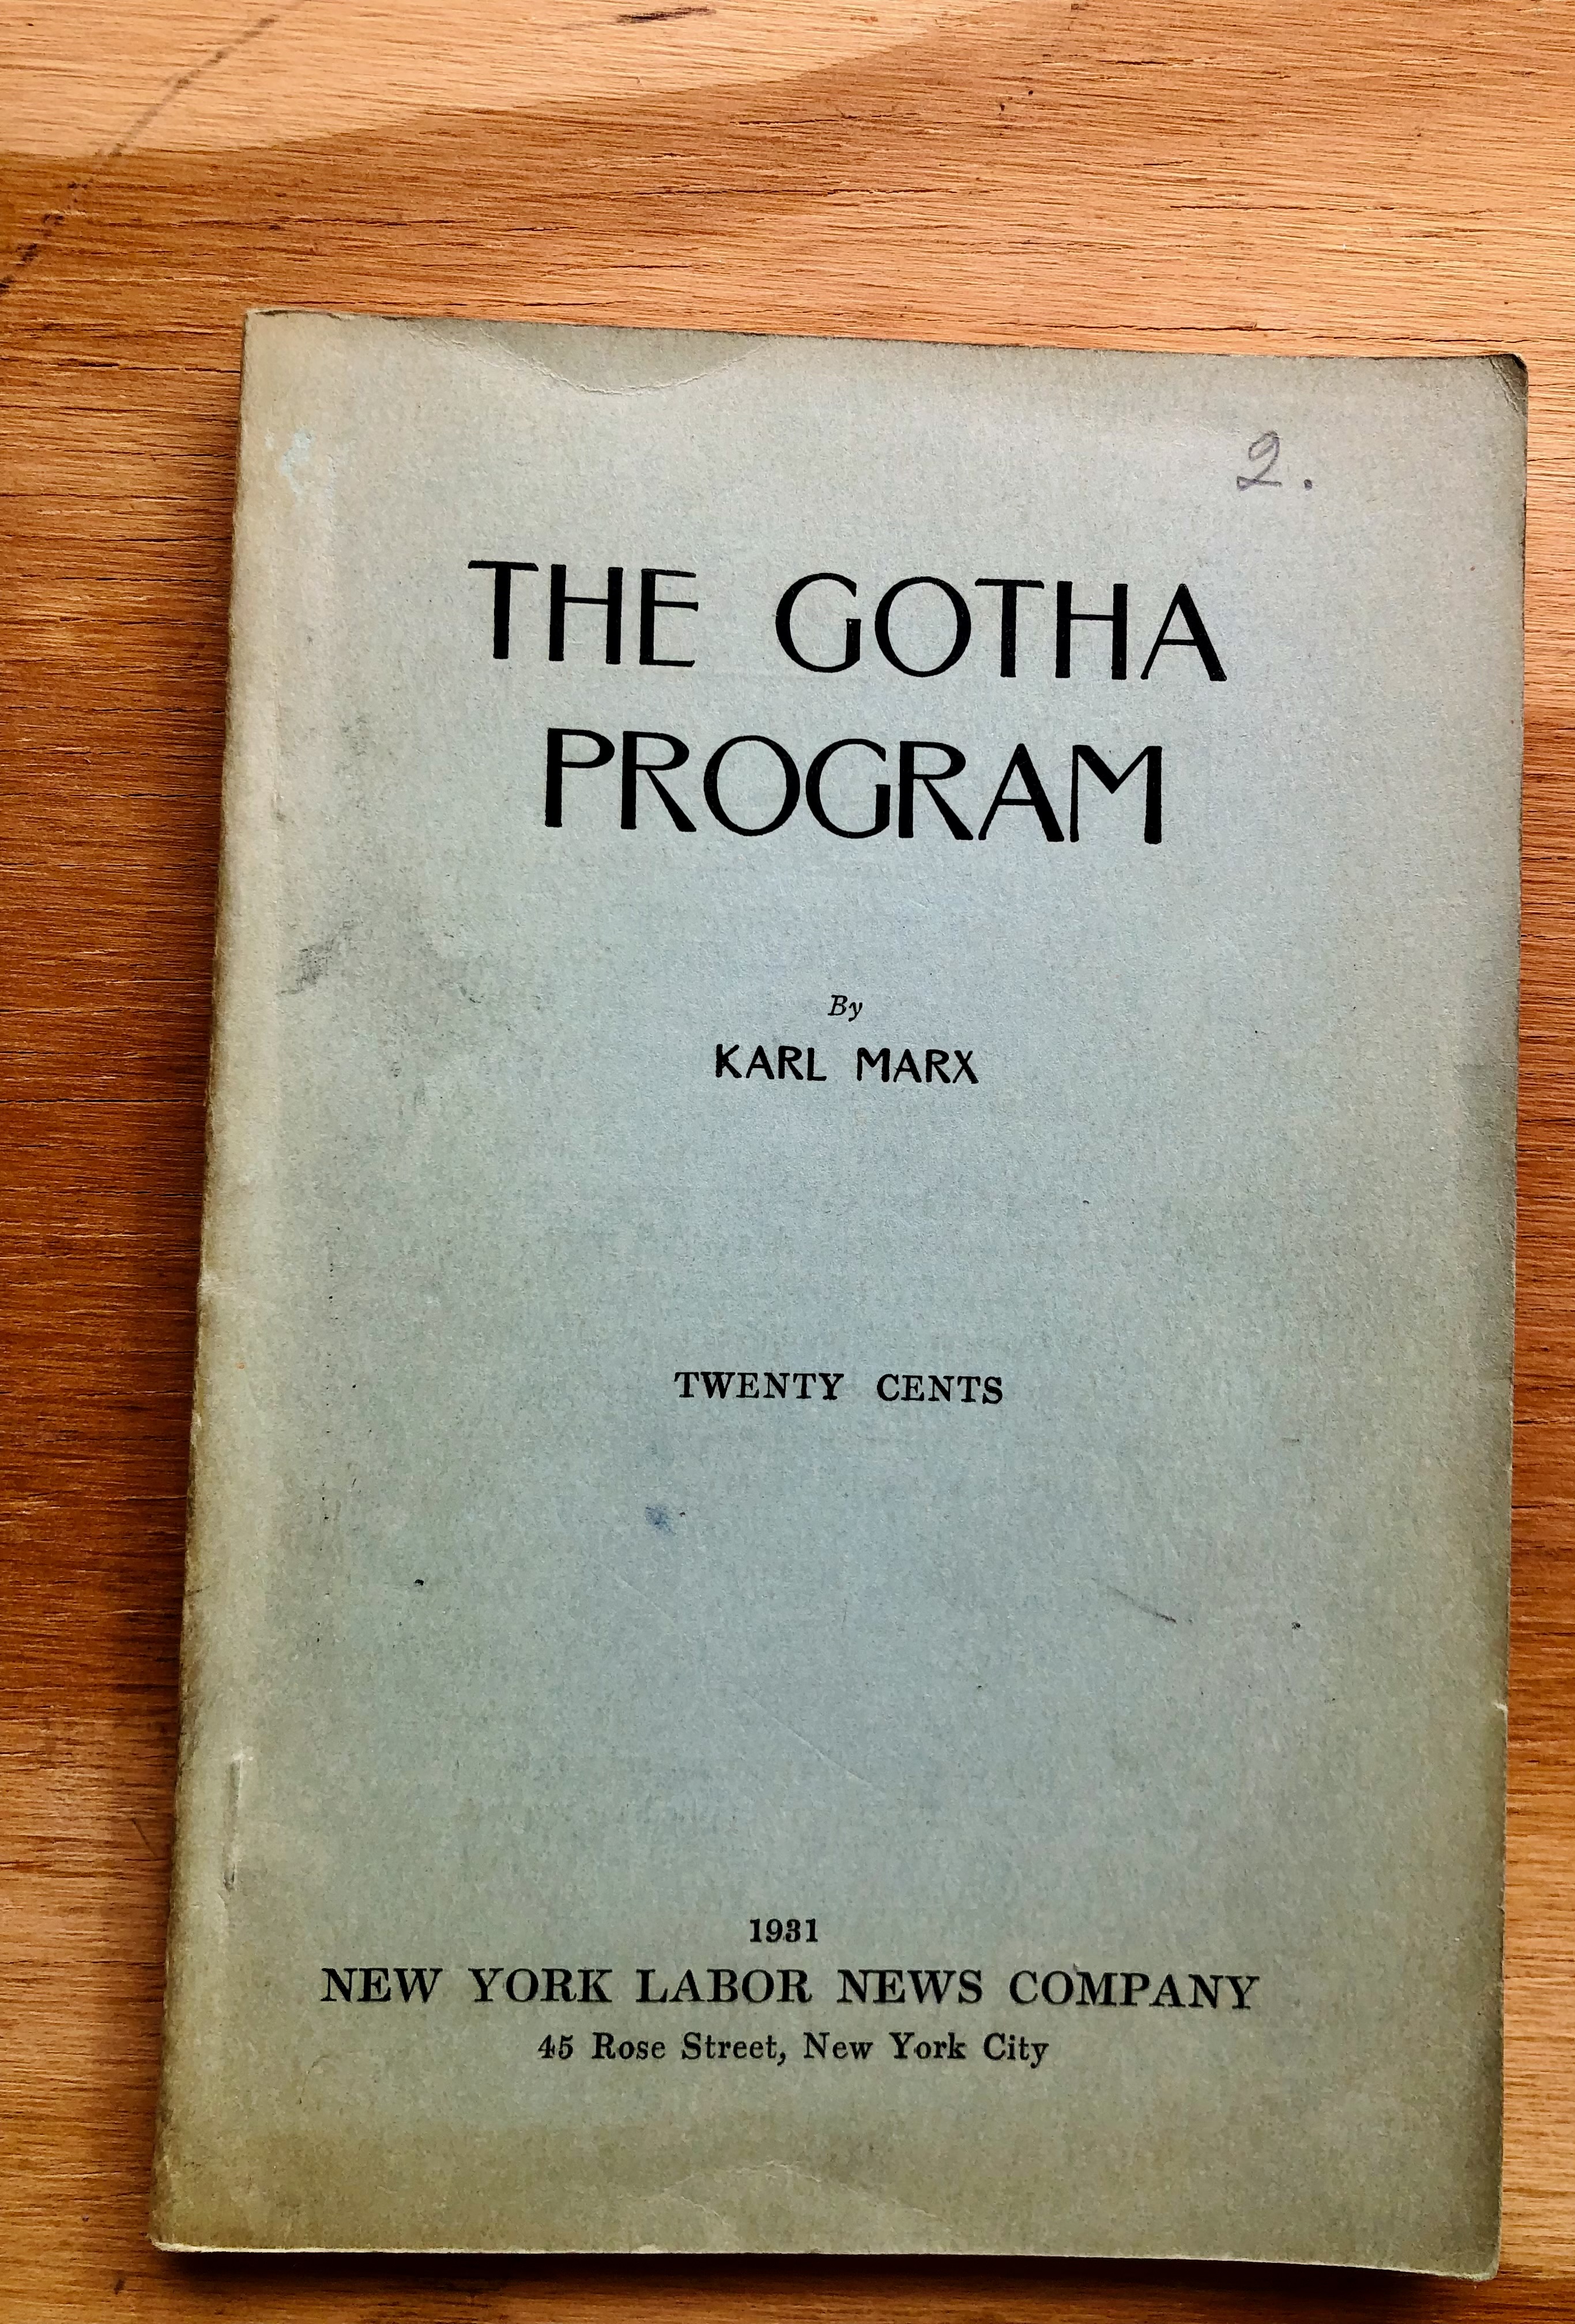 2.
THE GOTHA
PROGRAM
By
KARL MARX
TWENTY CENTS
1931
NEW YORK LABOR NEWS COMPANY
45 Rose Street, New York City